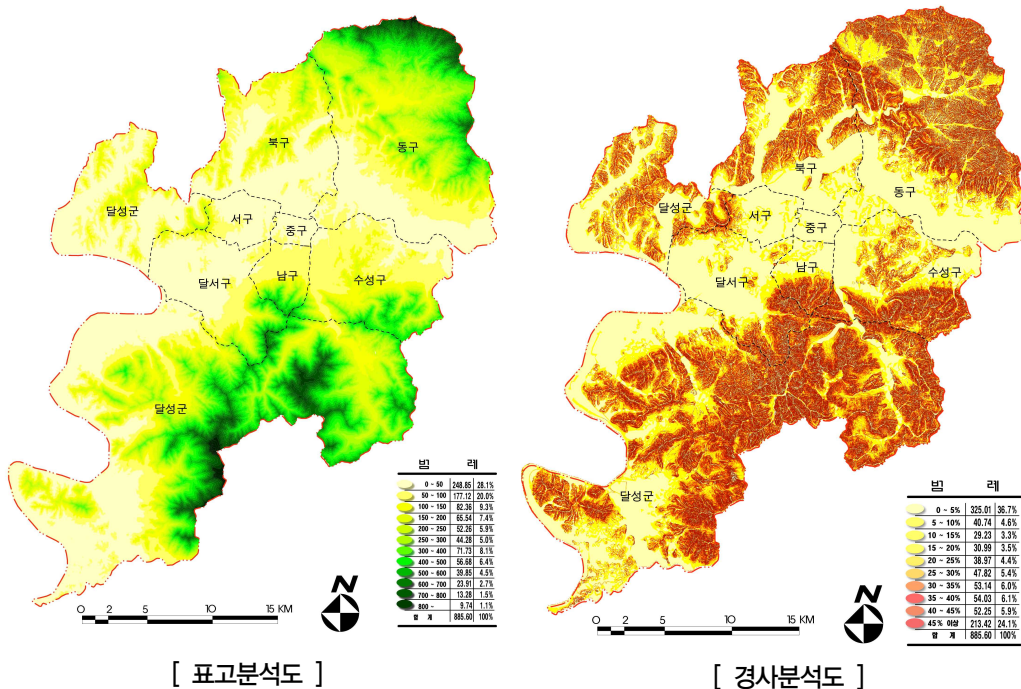 북구
동구
달성군
서구
중구
달서구
남구
수성구
달성군
범 례
0 ~ 50 248.85 28.1%
50 ~ 100 177.12 20.0%
100 ~ 150 82.36 9.3%
150 ~ 200 65.54 7.4%
200 ~ 250 52.26 5.9%
250 ~ 300 44.28 5.0%
300 ~ 400 71.73 8.1%
400 ~ 500 56.68 6.4%
500 ~ 600 39.85 4.5%
600 ~ 700 23.91 2.7%
700 ~ 800 13.28 1.5%
800 ~ 9.74 1.1%
합 계 885.60 100%
N
0 2 5 10 15 KM
[ 표고분석도 ]
북구
동구
달성군
서구
중구
남구
달서구
수성구
달성군
범 례
0 ~ 5% 325.01 36.7%
5 ~ 10% 40.74 4.6%
10 ~ 15% 29.23 3.3%
15 ~ 20% 30.99 3.5%
20 ~ 25% 38.97 4.4%
25 ~ 30% 47.82 5.4%
30 ~ 35% 53.14 6.0%
35 ~ 40% 54.03 6.1%
40 ~ 45% 52.25 5.9%
45% 이상 213.42 24.1%
합 계 885.60 100%
N
0 2 5 10 15 KM
[ 경사분석도 ]